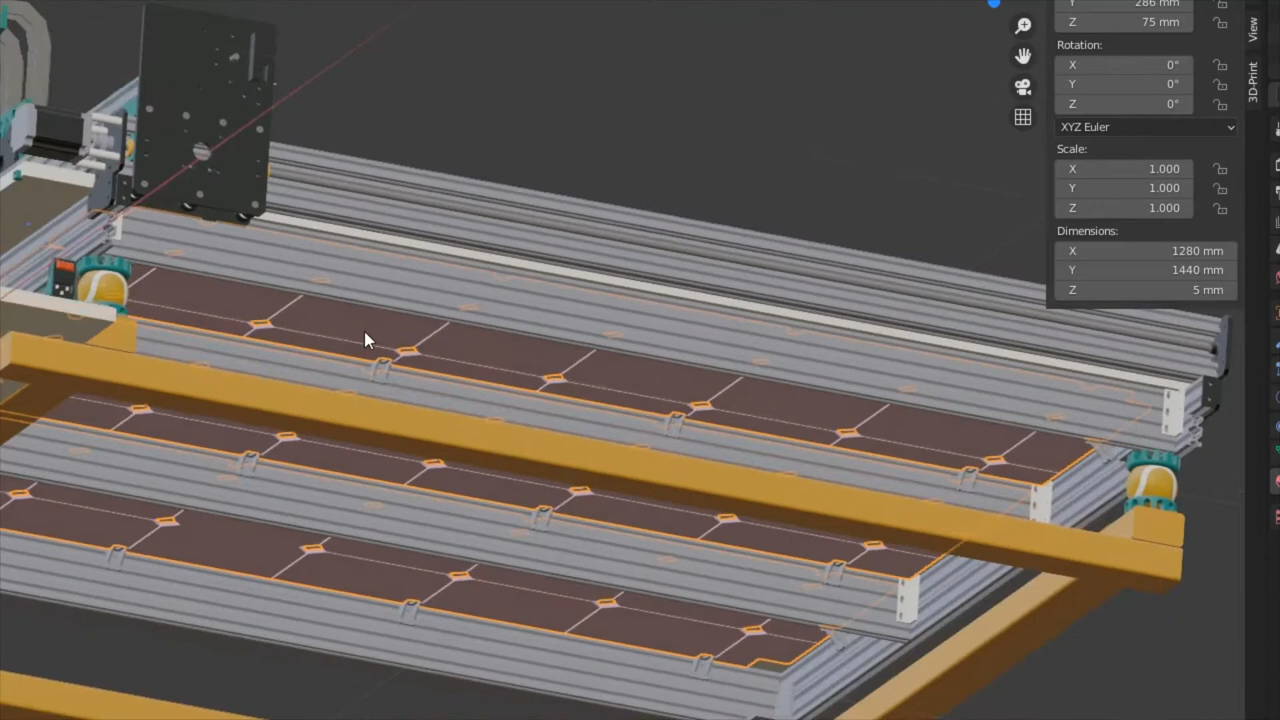 Y 286 mm
Z 75 mm
Rotation:
X 0°
Y 0°
Z 0°
XYZ Euler
Scale:
X 1.000
Y 1.000
Z 1.000
Dimensions:
X 1280 mm
Y 1440 mm
Z 5 mm
View
3D-Print